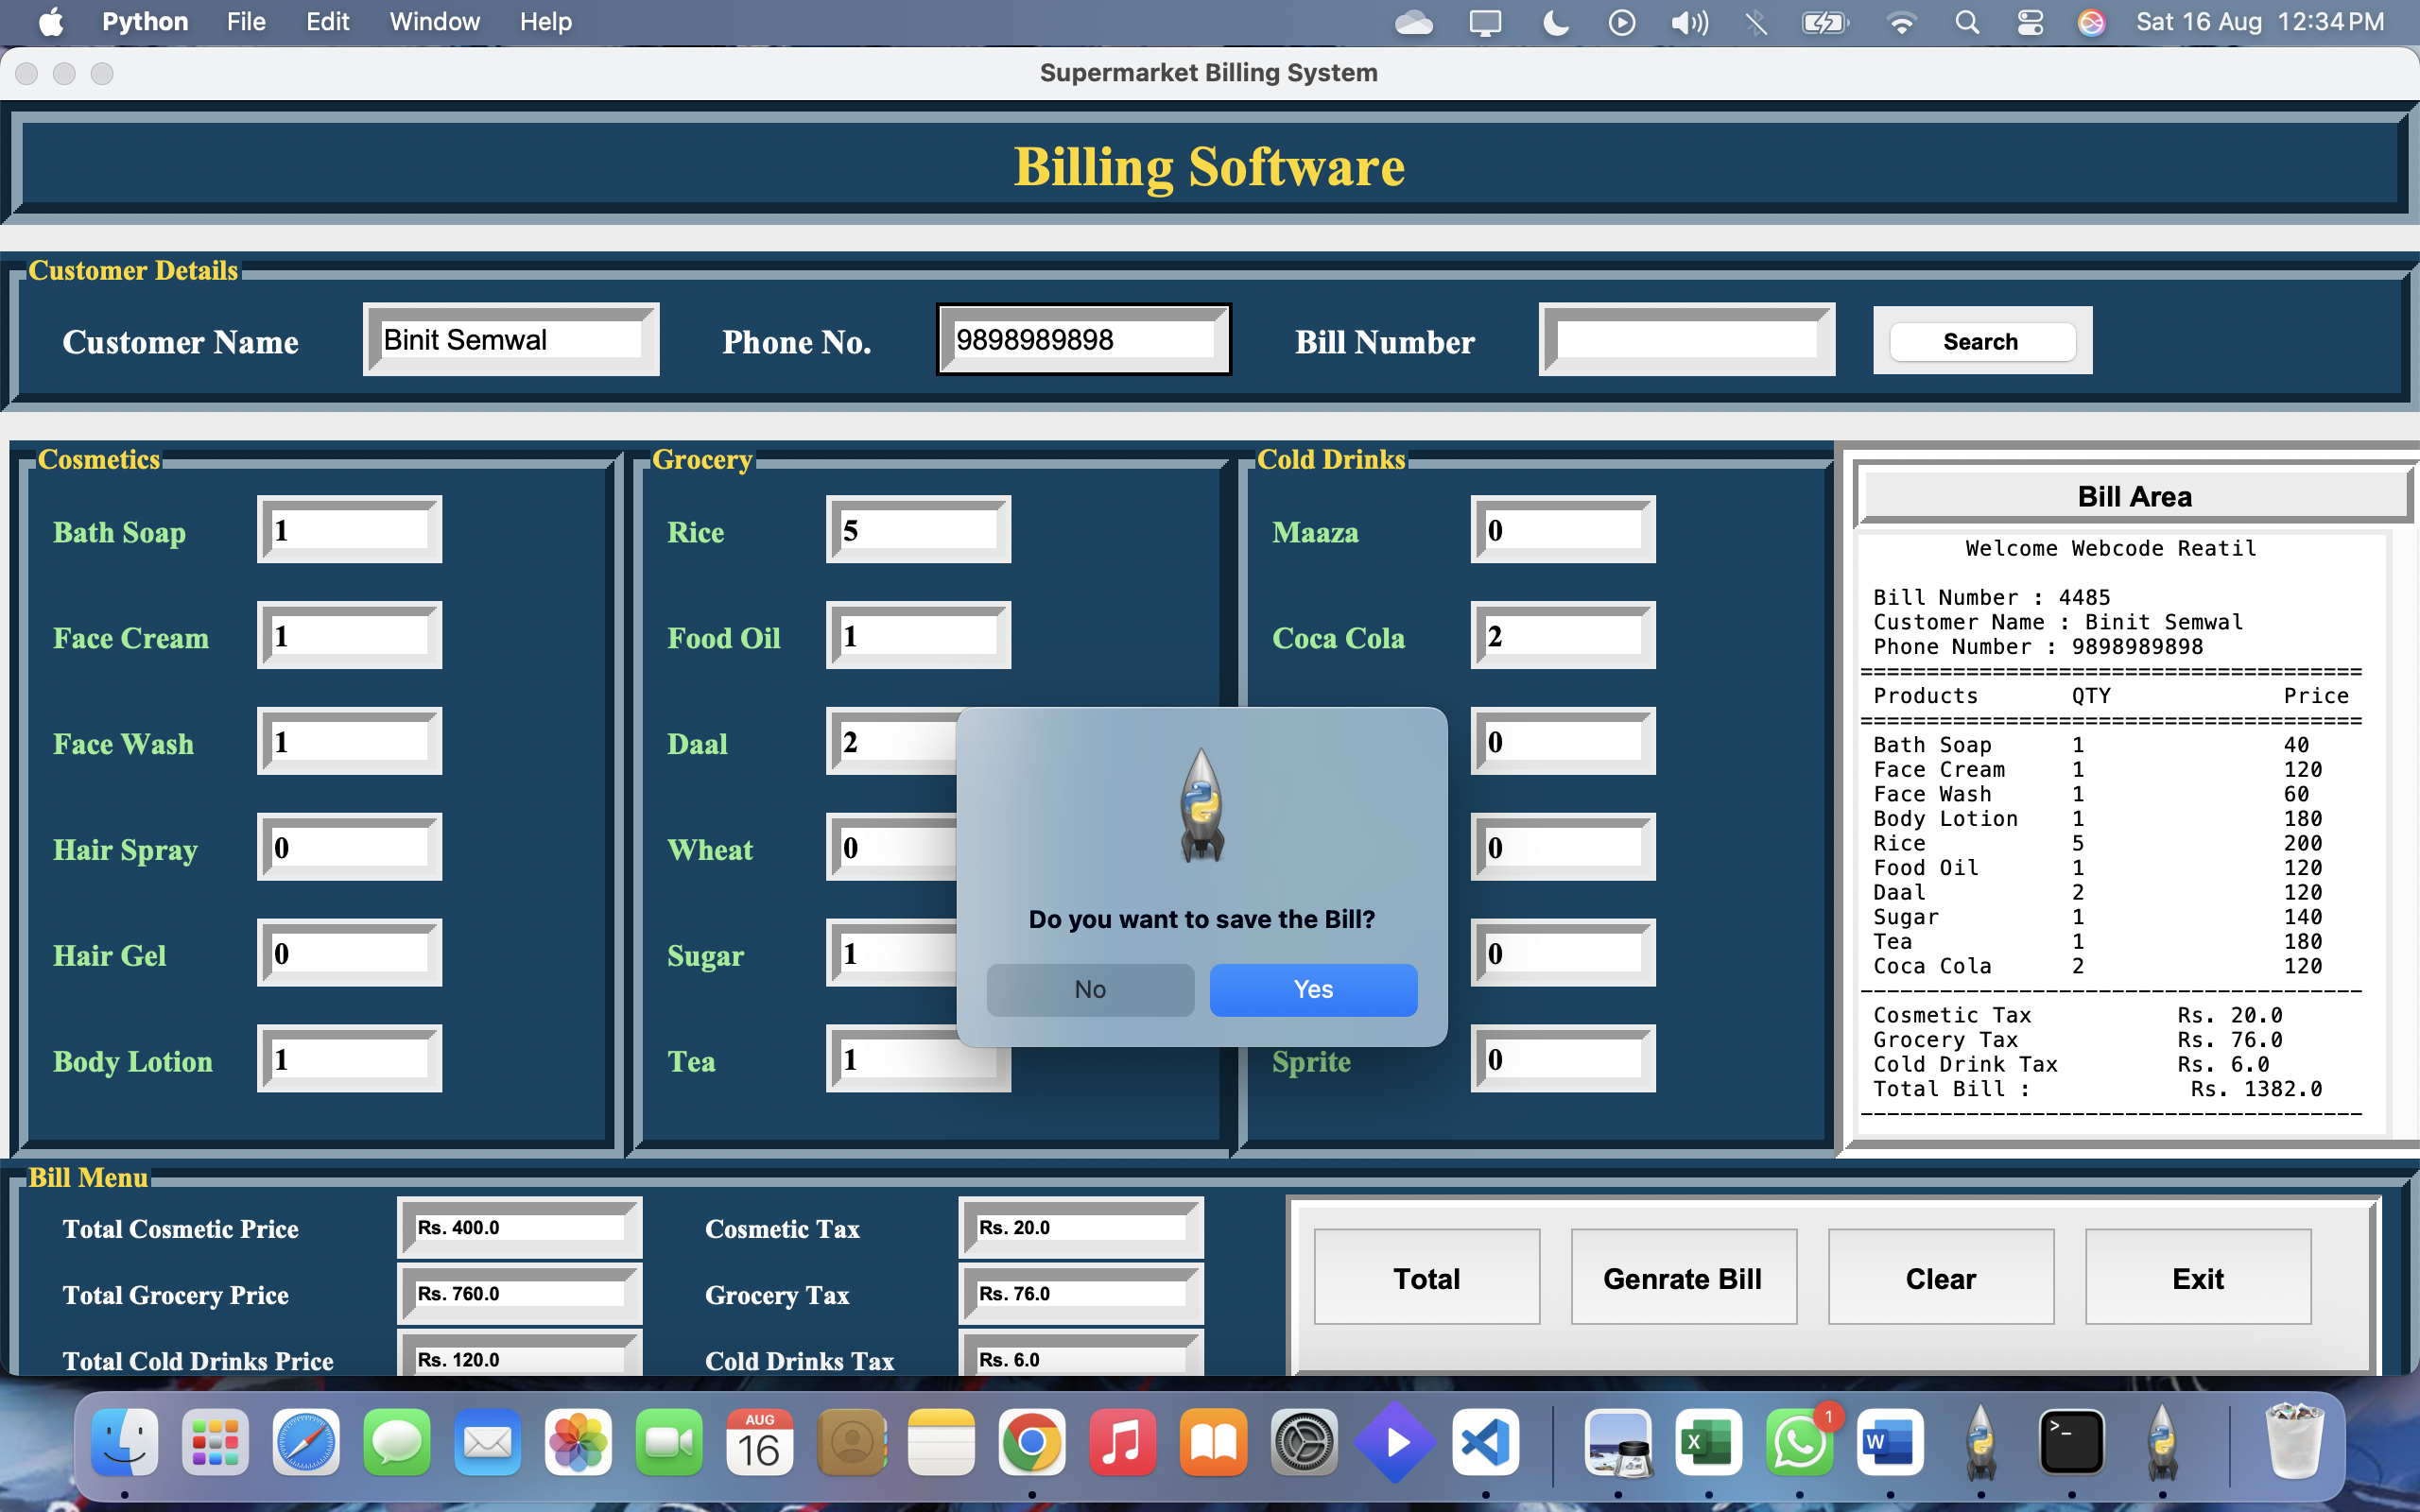 Python File Edit Window Help Sat 16 Aug 12:34 PM
Supermarket Billing System
Billing Software
Customer Details
Customer Name Binit Semwal Phone No. 9898989898 Bill Number Search
Cosmetics Grocery Cold Drinks
Bath Soap 1 Rice 5 Maaza 0
Face Cream 1 Food Oil 1 Coca Cola 2
Face Wash 1 Daal 2 0
Hair Spray 0 Wheat 0 0
Hair Gel 0 Sugar 1 0
Body Lotion 1 Tea 1 Sprite 0
Do you want to save the Bill?
No Yes
Bill Area
Welcome Webcode Reatil
Bill Number : 4485
Customer Name : Binit Semwal
Phone Number : 9898989898
======================================
Products QTY Price
======================================
Bath Soap 1 40
Face Cream 1 120
Face Wash 1 60
Body Lotion 1 180
Rice 5 200
Food Oil 1 120
Daal 2 120
Sugar 1 140
Tea 1 180
Coca Cola 2 120
--------------------------------------
Cosmetic Tax Rs. 20.0
Grocery Tax Rs. 76.0
Cold Drink Tax Rs. 6.0
Total Bill : Rs. 1382.0
--------------------------------------
Bill Menu
Total Cosmetic Price Rs. 400.0 Cosmetic Tax Rs. 20.0
Total Grocery Price Rs. 760.0 Grocery Tax Rs. 76.0
Total Cold Drinks Price Rs. 120.0 Cold Drinks Tax Rs. 6.0
Total Genrate Bill Clear Exit
AUG
16
X
1
W
>_